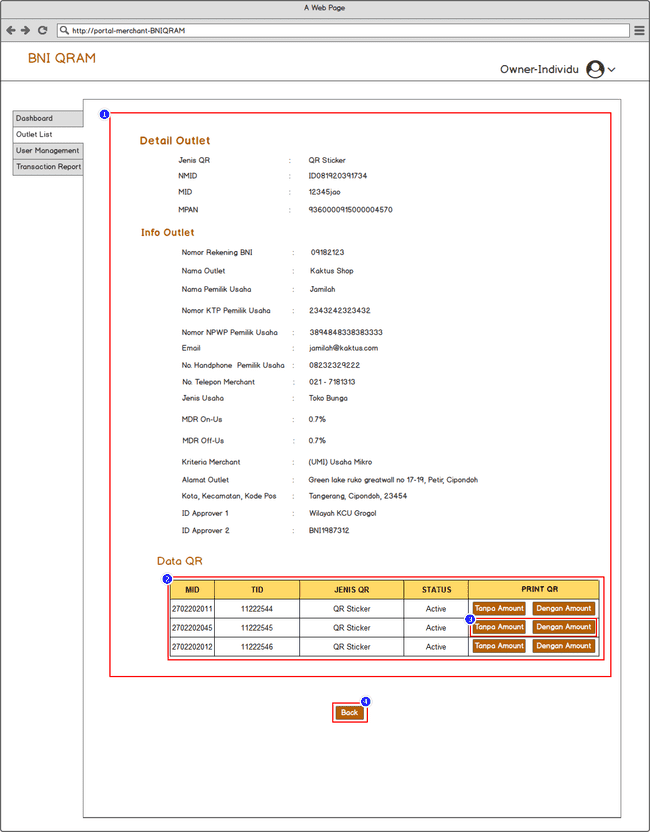 A Web Page
http://portal-merchant-BNIQRAM
BNI QRAM
Owner-Individu
Dashboard
Outlet List
User Management
Transaction Report
1
Detail Outlet
Jenis QR : QR Sticker
NMID : ID081920391734
MID : 12345jao
MPAN : 9360000915000004570
Info Outlet
Nomor Rekening BNI : 09182123
Nama Outlet : Kaktus Shop
Nama Pemilik Usaha : Jamilah
Nomor KTP Pemilik Usaha : 2343242323432
Nomor NPWP Pemilik Usaha : 3894848338383333
Email : jamilah@kaktus.com
No. Handphone Pemilik Usaha : 08232329222
No. Telepon Merchant : 021 - 7181313
Jenis Usaha : Toko Bunga
MDR On-Us : 0.7%
MDR Off-Us : 0.7%
Kriteria Merchant : (UMI) Usaha Mikro
Alamat Outlet : Green lake ruko greatwall no 17-19, Petir, Cipondoh
Kota, Kecamatan, Kode Pos : Tangerang, Cipondoh, 23454
ID Approver 1 : Wilayah KCU Grogol
ID Approver 2 : BNI1987312
Data QR
2
MID TID JENIS QR STATUS PRINT QR
2702202011 11222544 QR Sticker Active Tanpa Amount Dengan Amount
3
2702202045 11222545 QR Sticker Active Tanpa Amount Dengan Amount
2702202012 11222546 QR Sticker Active Tanpa Amount Dengan Amount
4
Back